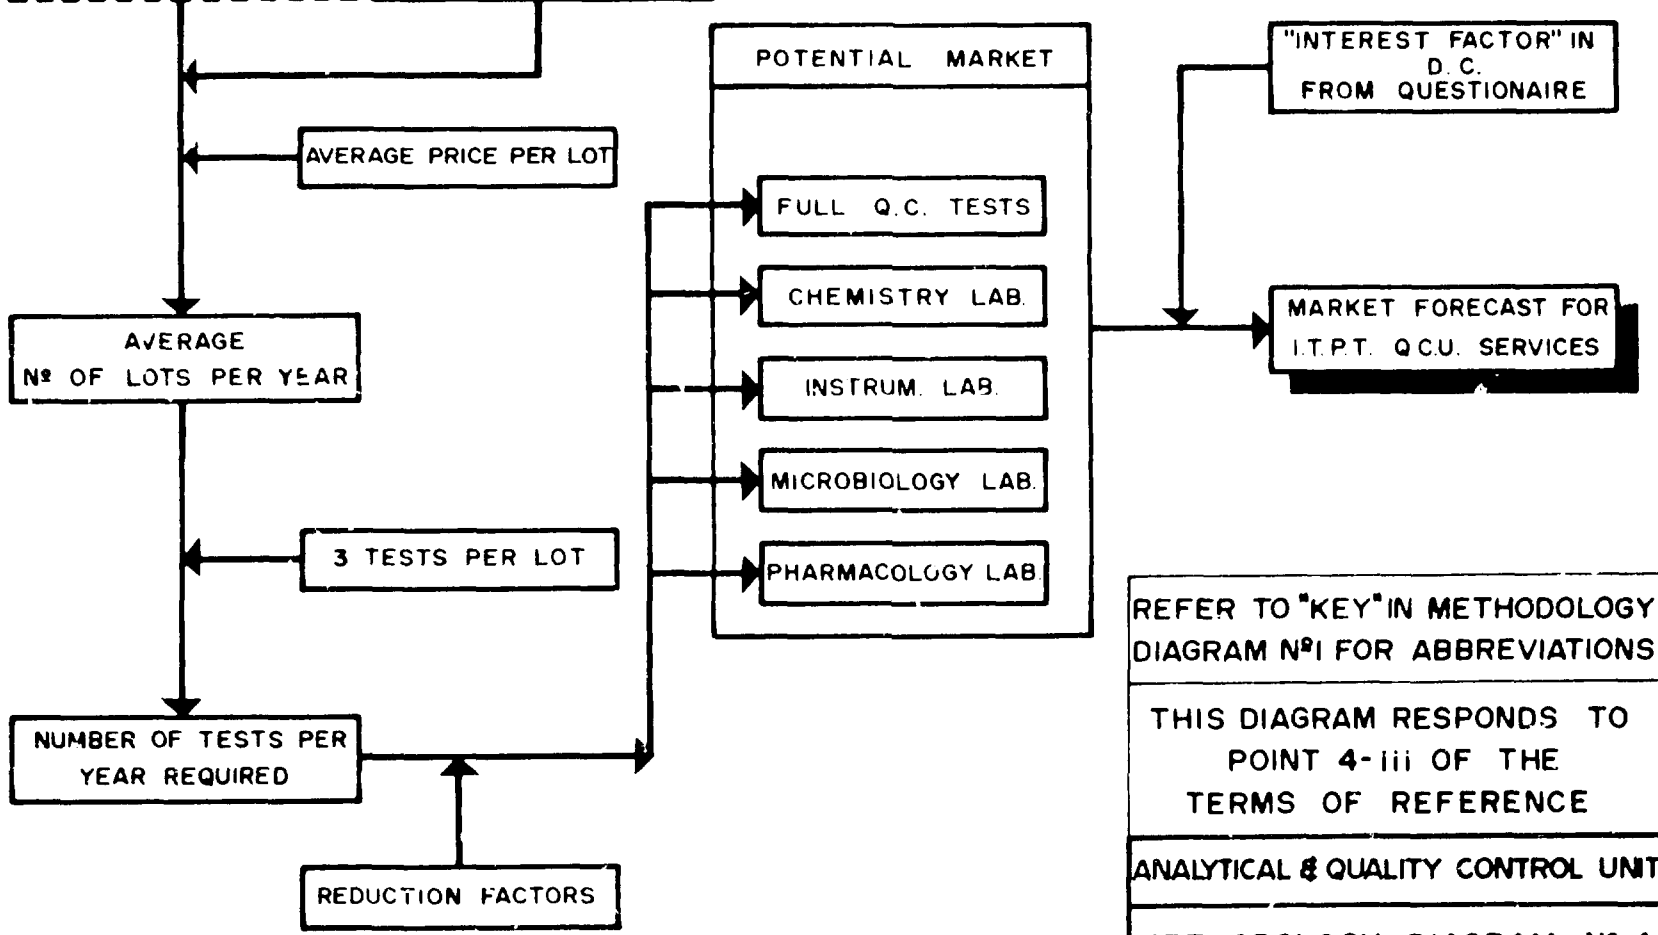 POTENTIAL MARKET
"INTEREST FACTOR" IN
D.C.
FROM QUESTIONAIRE
AVERAGE PRICE PER LOT
FULL Q.C. TESTS
CHEMISTRY LAB.
INSTRUM. LAB.
MICROBIOLOGY LAB.
PHARMACOLOGY LAB.
MARKET FORECAST FOR
I.T.P.T. Q.C.U. SERVICES
AVERAGE
Nº OF LOTS PER YEAR
3 TESTS PER LOT
NUMBER OF TESTS PER
YEAR REQUIRED
REDUCTION FACTORS
REFER TO "KEY" IN METHODOLOGY
DIAGRAM Nº1 FOR ABBREVIATIONS
THIS DIAGRAM RESPONDS TO
POINT 4-iii OF THE
TERMS OF REFERENCE
ANALYTICAL & QUALITY CONTROL UNIT
DIAGRAM Nº